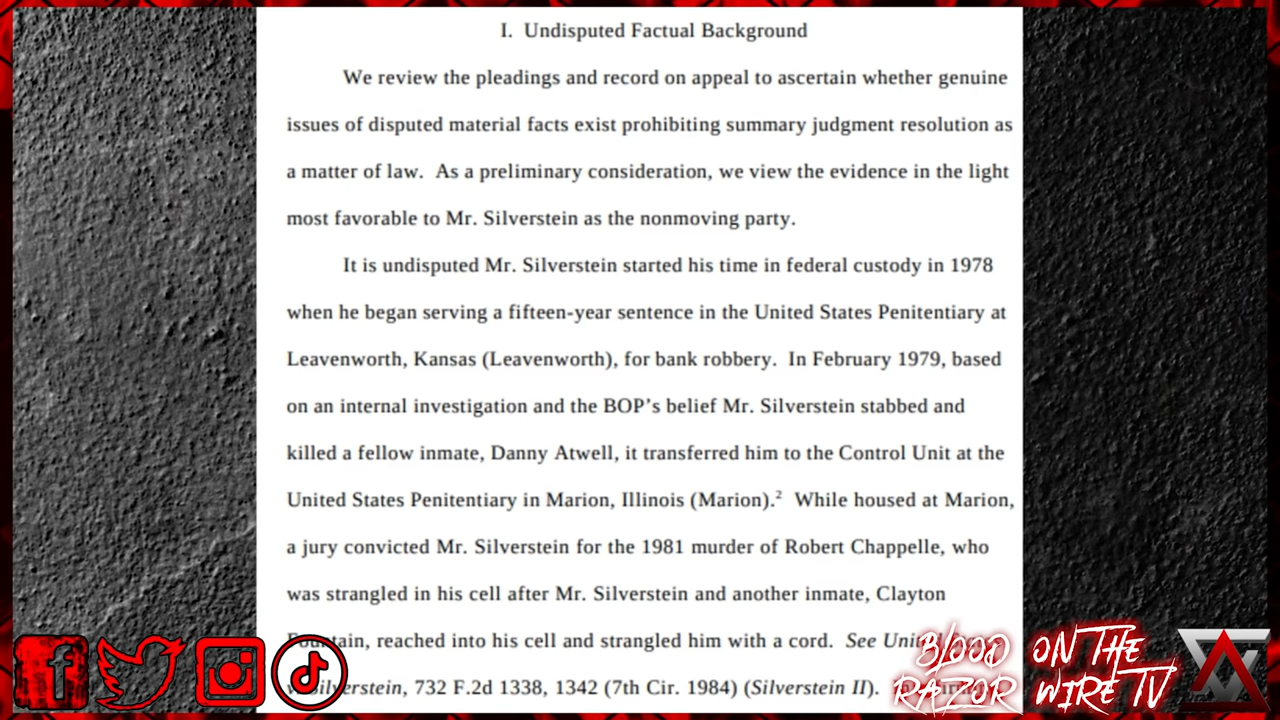 I. Undisputed Factual Background
We review the pleadings and record on appeal to ascertain whether genuine
issues of disputed material facts exist prohibiting summary judgment resolution as
a matter of law. As a preliminary consideration, we view the evidence in the light
most favorable to Mr. Silverstein as the nonmoving party.
It is undisputed Mr. Silverstein started his time in federal custody in 1978
when he began serving a fifteen-year sentence in the United States Penitentiary at
Leavenworth, Kansas (Leavenworth), for bank robbery. In February 1979, based
on an internal investigation and the BOP’s belief Mr. Silverstein stabbed and
killed a fellow inmate, Danny Atwell, it transferred him to the Control Unit at the
United States Penitentiary in Marion, Illinois (Marion).² While housed at Marion,
a jury convicted Mr. Silverstein for the 1981 murder of Robert Chappelle, who
was strangled in his cell after Mr. Silverstein and another inmate, Clayton
Fountain, reached into his cell and strangled him with a cord. See
v. Silverstein, 732 F.2d 1338, 1342 (7th Cir. 1984) (Silverstein II).
BLOOD ON THE
RAZOR WIRE TV